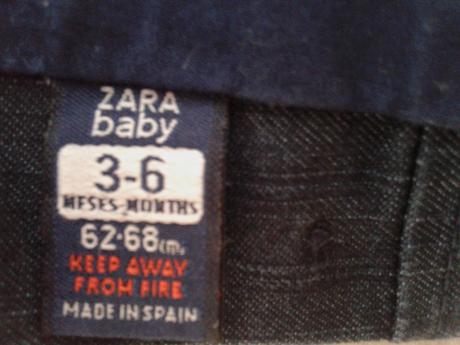 ZARA
baby
3-6
MESES-MONTHS
62-68cm.
KEEP AWAY
FROM FIRE
MADE IN SPAIN